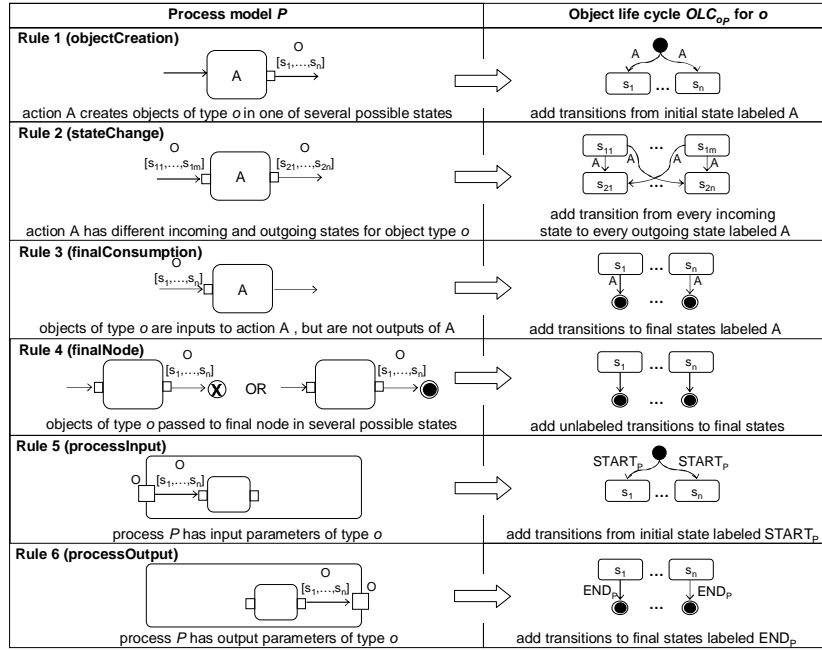 Process model P
Object life cycle OLCoP for o
Rule 1 (objectCreation)
O
[s1,...,sn]
A
action A creates objects of type o in one of several possible states
A A
s1 ... sn
add transitions from initial state labeled A
Rule 2 (stateChange)
O O
[s11,...,s1m] [s21,...,s2n]
A
action A has different incoming and outgoing states for object type o
s11 ... s1m
A A A A
s21 ... s2n
add transition from every incoming
state to every outgoing state labeled A
Rule 3 (finalConsumption)
O
[s1,...,sn]
A
objects of type o are inputs to action A , but are not outputs of A
s1 ... sn
A A
...
add transitions to final states labeled A
Rule 4 (finalNode)
O O
[s1,...,sn] [s1,...,sn]
X OR
objects of type o passed to final node in several possible states
s1 ... sn
...
add unlabeled transitions to final states
Rule 5 (processInput)
O
O [s1,...,sn]
process P has input parameters of type o
STARTP STARTP
s1 ... sn
add transitions from initial state labeled STARTP
Rule 6 (processOutput)
O
[s1,...,sn] O
process P has output parameters of type o
s1 ... sn
ENDP ENDP
...
add transitions to final states labeled ENDP